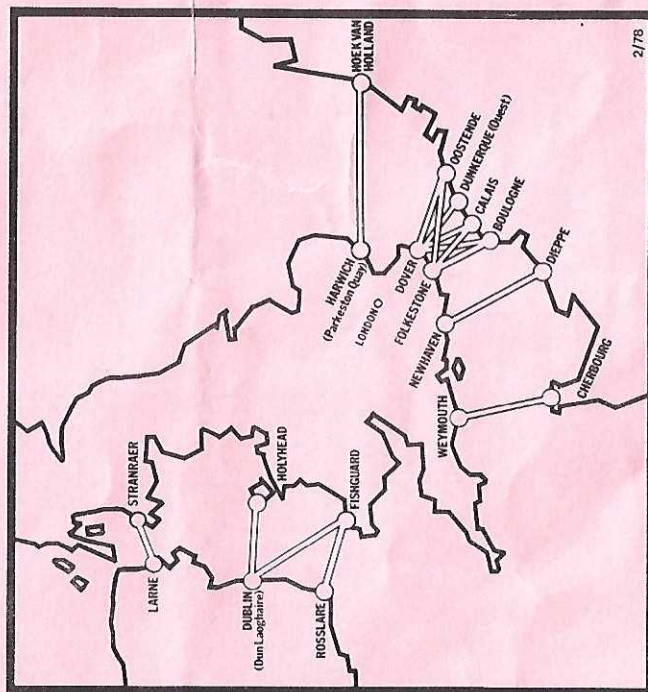 STRANRAER
LARNE
HOLYHEAD
DUBLIN
(Dun Laoghaire)
ROSSLARE
FISHGUARD
HARWICH
(Parkeston Quay)
HOEK VAN
HOLLAND
LONDON
DOVER
FOLKESTONE
NEWHAVEN
WEYMOUTH
OOSTENDE
DUNKERQUE (Ouest)
CALAIS
BOULOGNE
DIEPPE
CHERBOURG
2/78